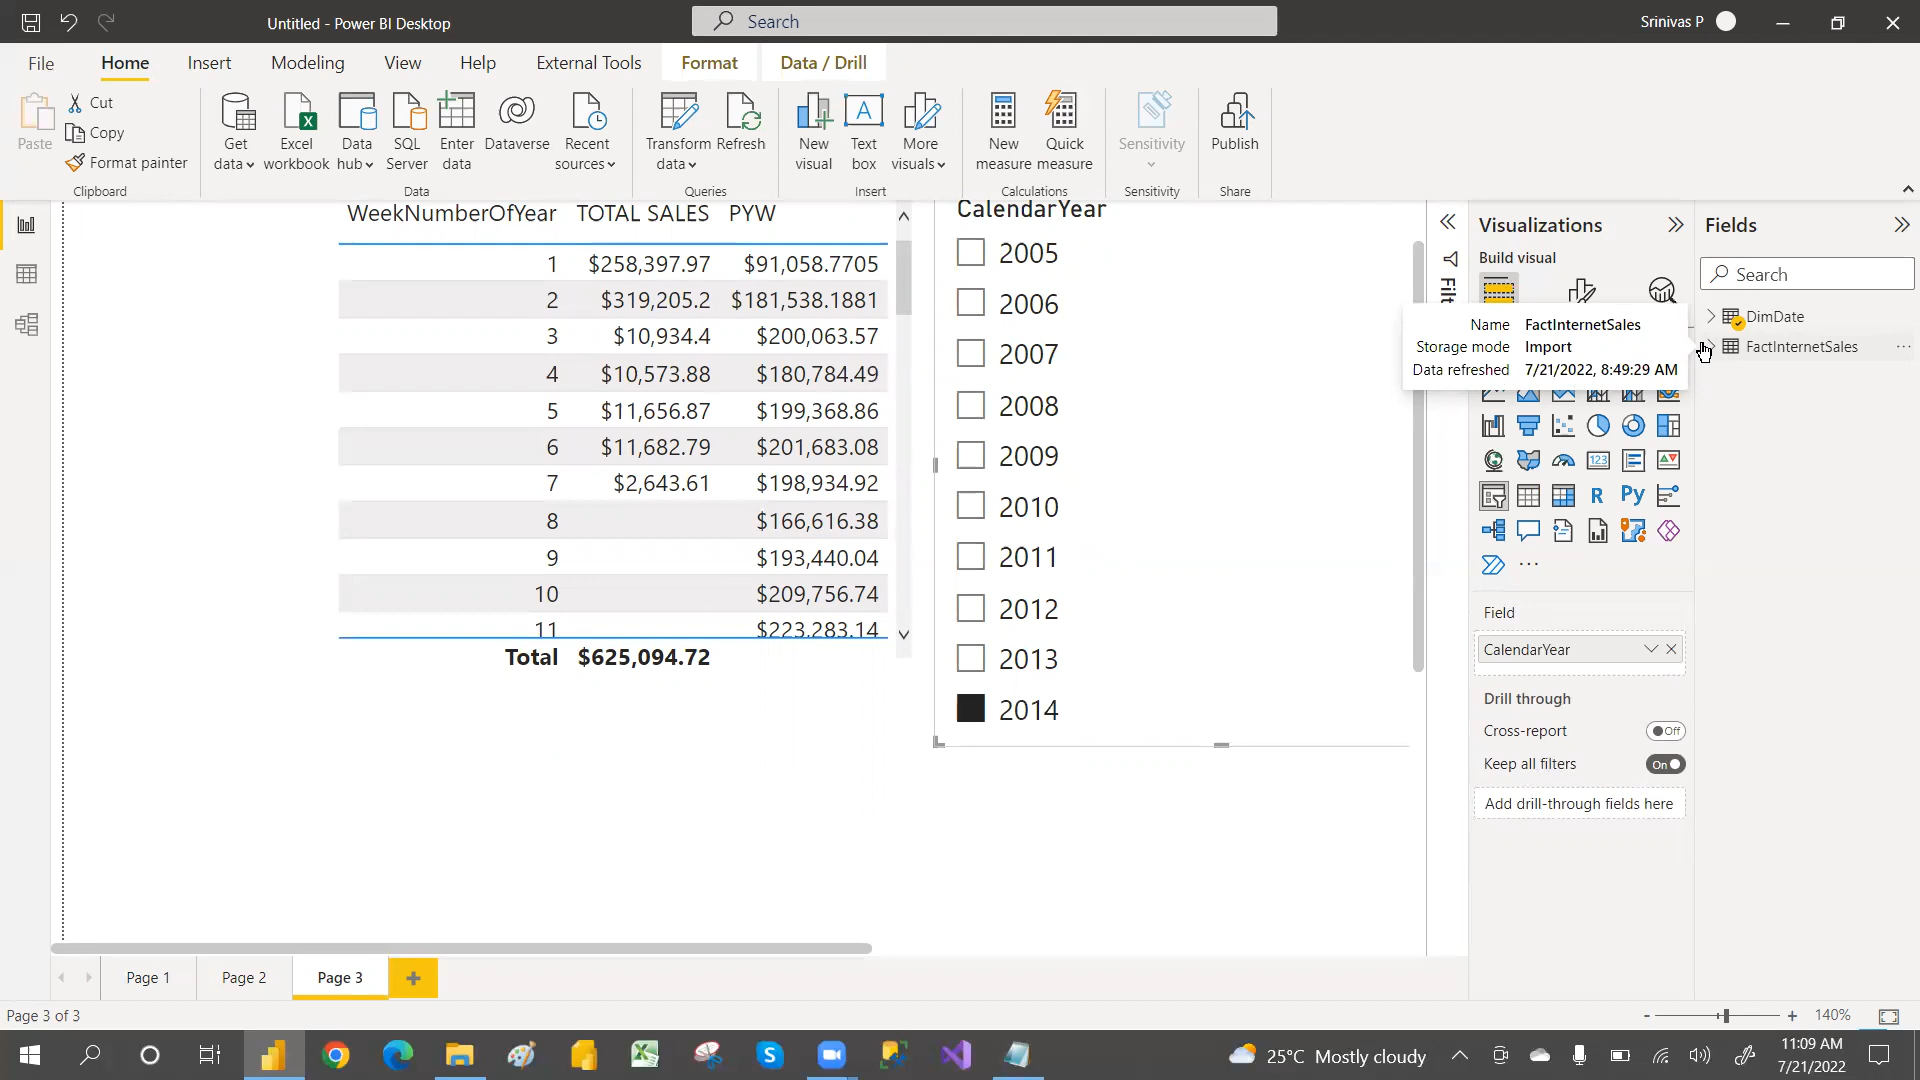 Untitled - Power BI Desktop
Search
Srinivas P
File
Home
Insert
Modeling
View
Help
External Tools
Format
Data / Drill
Paste
Cut
Copy
Format painter
Clipboard
Get data
Excel workbook
Data hub
SQL Server
Enter data
Dataverse
Recent sources
Data
Transform data
Refresh
Queries
New visual
Text box
More visuals
Insert
New measure
Quick measure
Calculations
Sensitivity
Sensitivity
Publish
Share
WeekNumberOfYear TOTAL SALES PYW
1 $258,397.97 $91,058.7705
2 $319,205.2 $181,538.1881
3 $10,934.4 $200,063.57
4 $10,573.88 $180,784.49
5 $11,656.87 $199,368.86
6 $11,682.79 $201,683.08
7 $2,643.61 $198,934.92
8 $166,616.38
9 $193,440.04
10 $209,756.74
11 $223,283.14
Total $625,094.72
CalendarYear
2005
2006
2007
2008
2009
2010
2011
2012
2013
2014
Visualizations
Build visual
Name FactInternetSales
Storage mode Import
Data refreshed 7/21/2022, 8:49:29 AM
123
R
Py
Field
CalendarYear
Drill through
Cross-report
Off
Keep all filters
On
Add drill-through fields here
Fields
Search
DimDate
FactInternetSales
Page 1
Page 2
Page 3
Page 3 of 3
140%
25°C Mostly cloudy
11:09 AM
7/21/2022